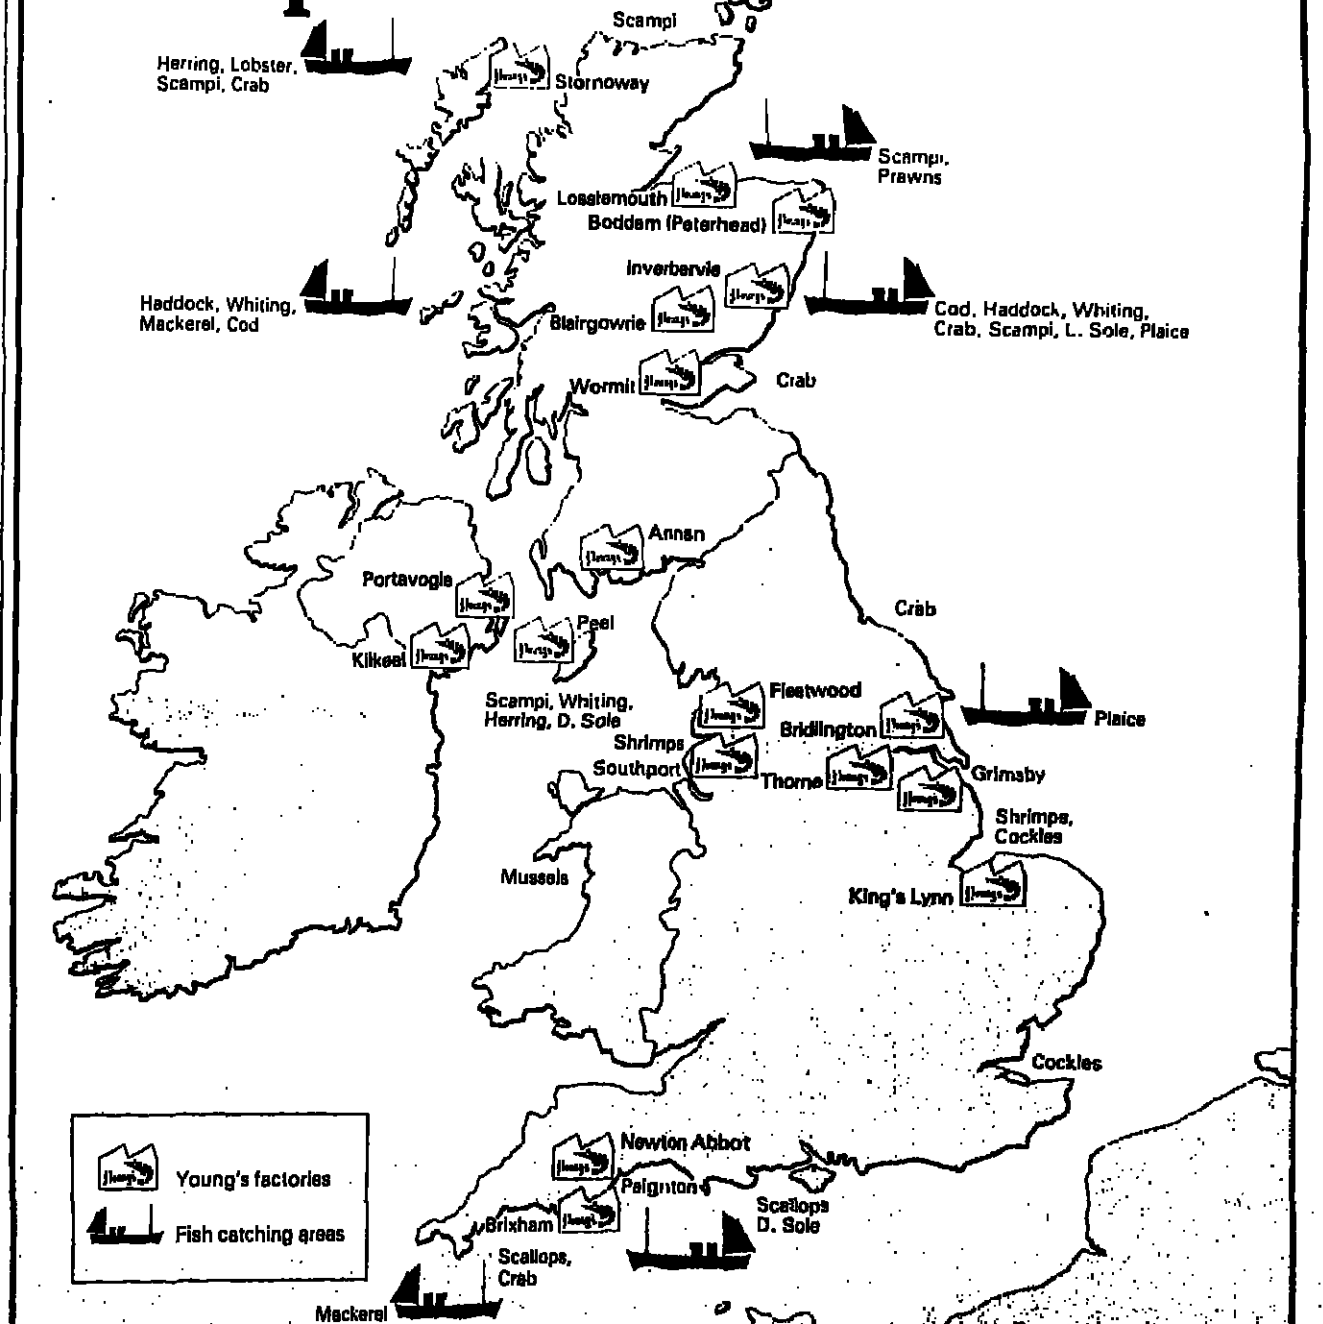 Scampi
Herring, Lobster,
Scampi, Crab
Stornoway
Scampi,
Prawns
Lossiemouth
Boddam (Peterhead)
Inverbervie
Haddock, Whiting,
Mackerel, Cod
Cod, Haddock, Whiting,
Crab, Scampi, L. Sole, Plaice
Blairgowrie
Wormit
Crab
Annan
Portavogie
Crab
Peel
Kilkeel
Scampi, Whiting,
Herring, D. Sole
Fleetwood
Bridlington
Plaice
Shrimps
Southport
Thorne
Grimsby
Shrimps,
Cockles
Mussels
King's Lynn
Cockles
Newton Abbot
Paignton
Scallops
D. Sole
Brixham
Scallops,
Crab
Mackerel
Young's factories
Fish catching areas